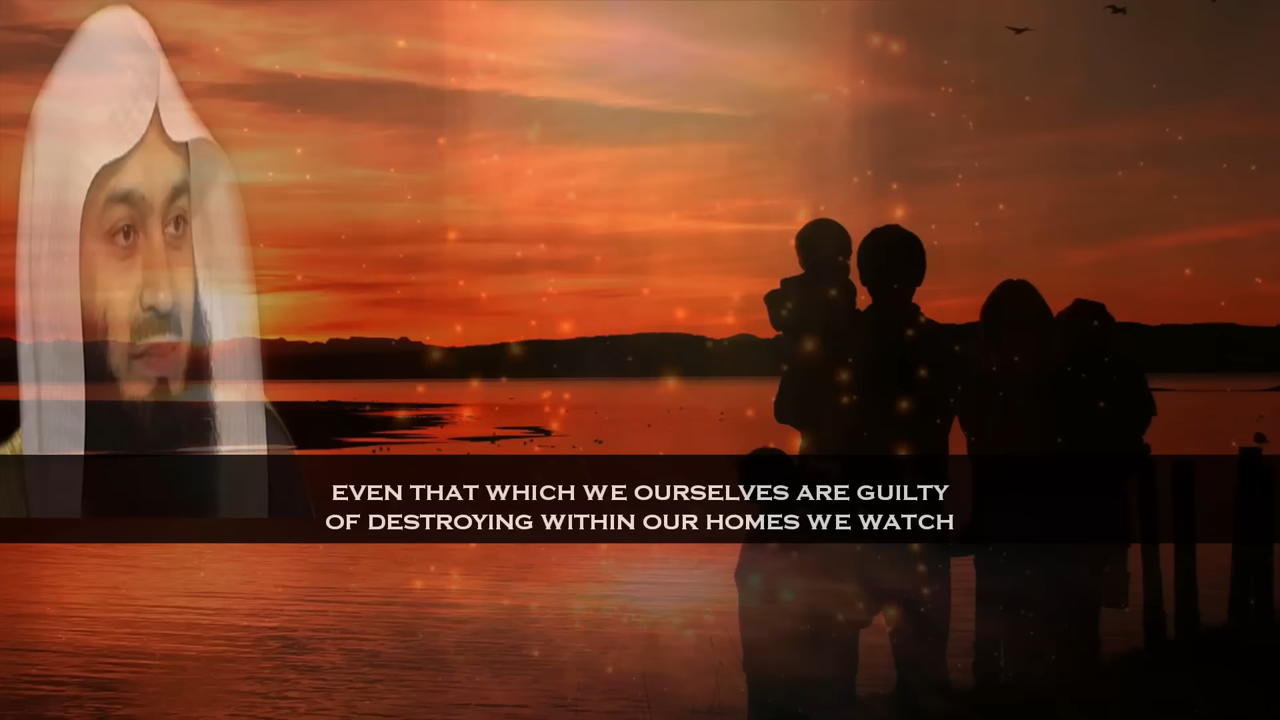 EVEN THAT WHICH WE OURSELVES ARE GUILTY
OF DESTROYING WITHIN OUR HOMES WE WATCH